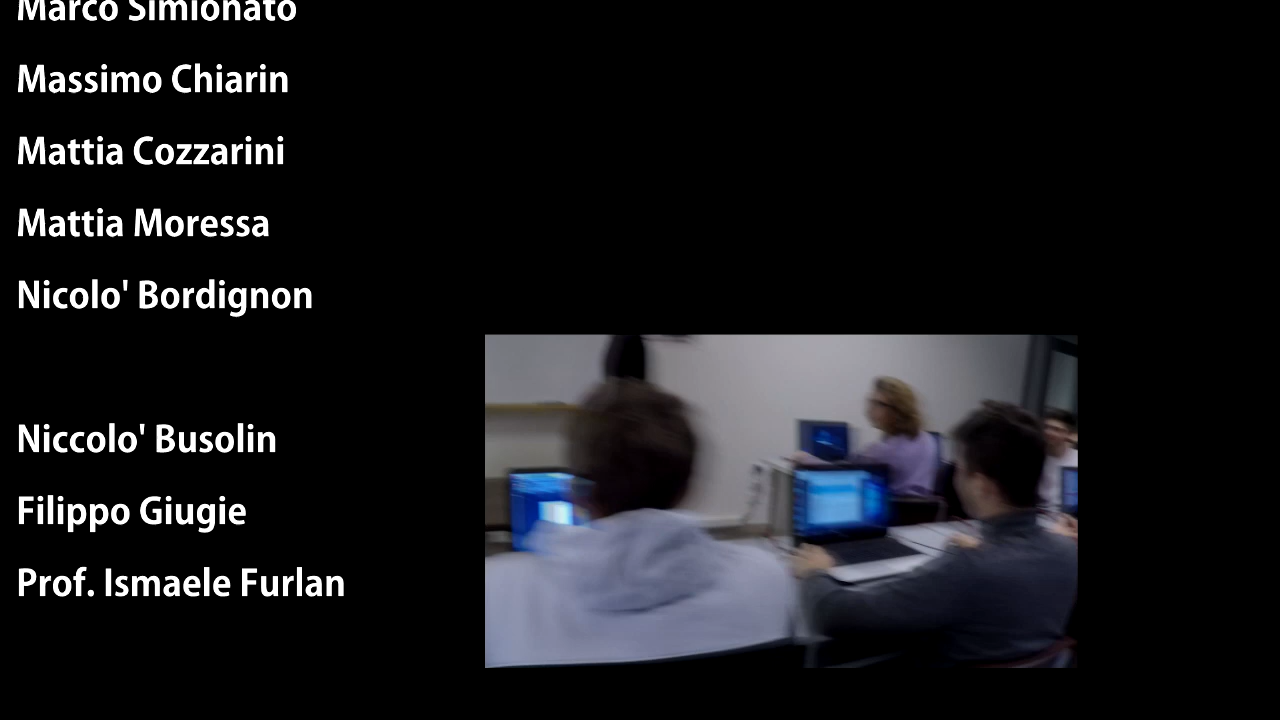 Marco Simionato
Massimo Chiarin
Mattia Cozzarini
Mattia Moressa
Nicolo' Bordignon
Niccolo' Busolin
Filippo Giugie
Prof. Ismaele Furlan